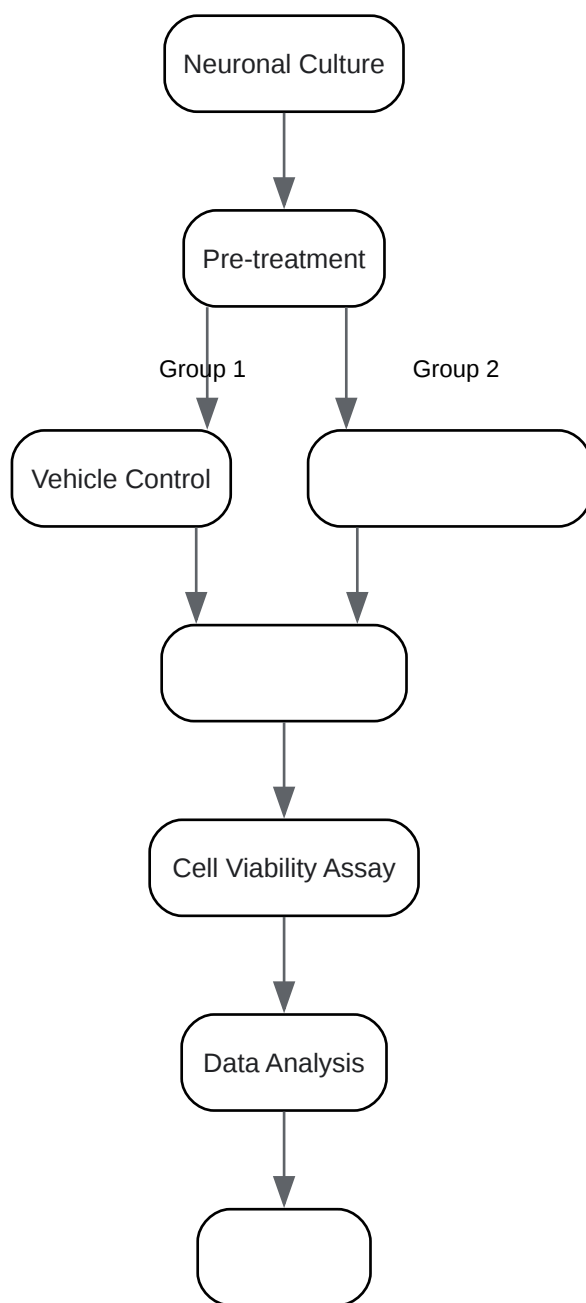 Neuronal Culture
Pre-treatment
Group 1
Group 2
Vehicle Control
Cell Viability Assay
Data Analysis